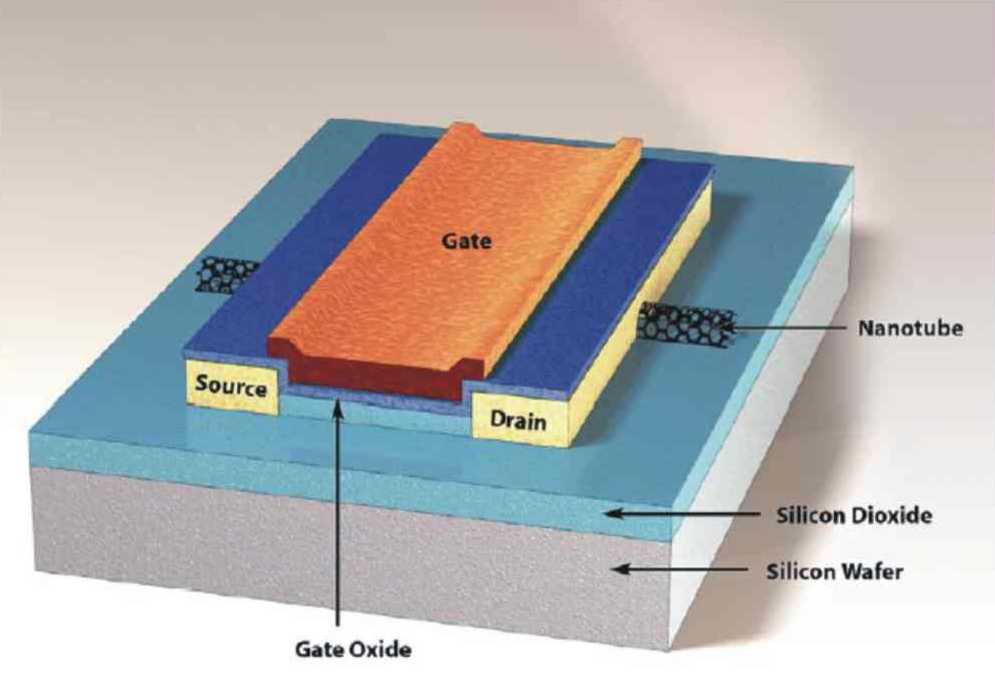 Gate
Nanotube
Source
Drain
Silicon Dioxide
Silicon Wafer
Gate Oxide